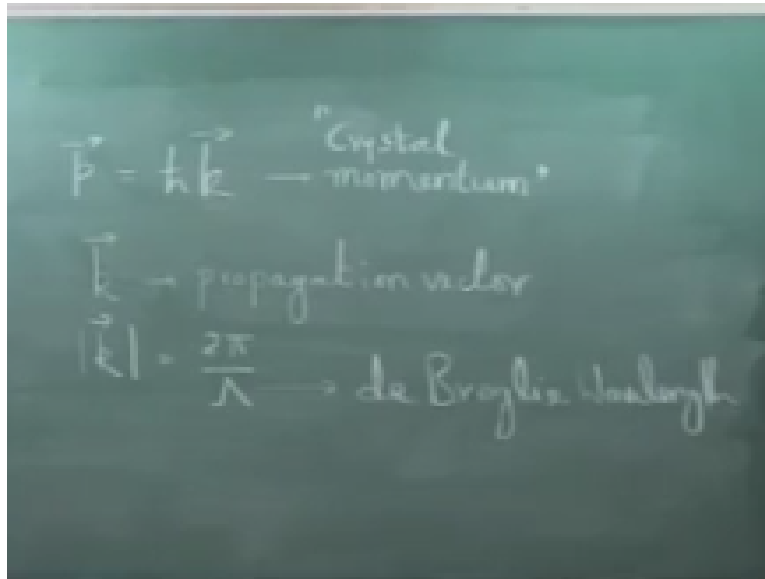 "Crystal
p⃗ = ħk⃗ → momentum"
k⃗ → propagation vector
|k⃗| = 2π/λ → de Broglie Wavelength